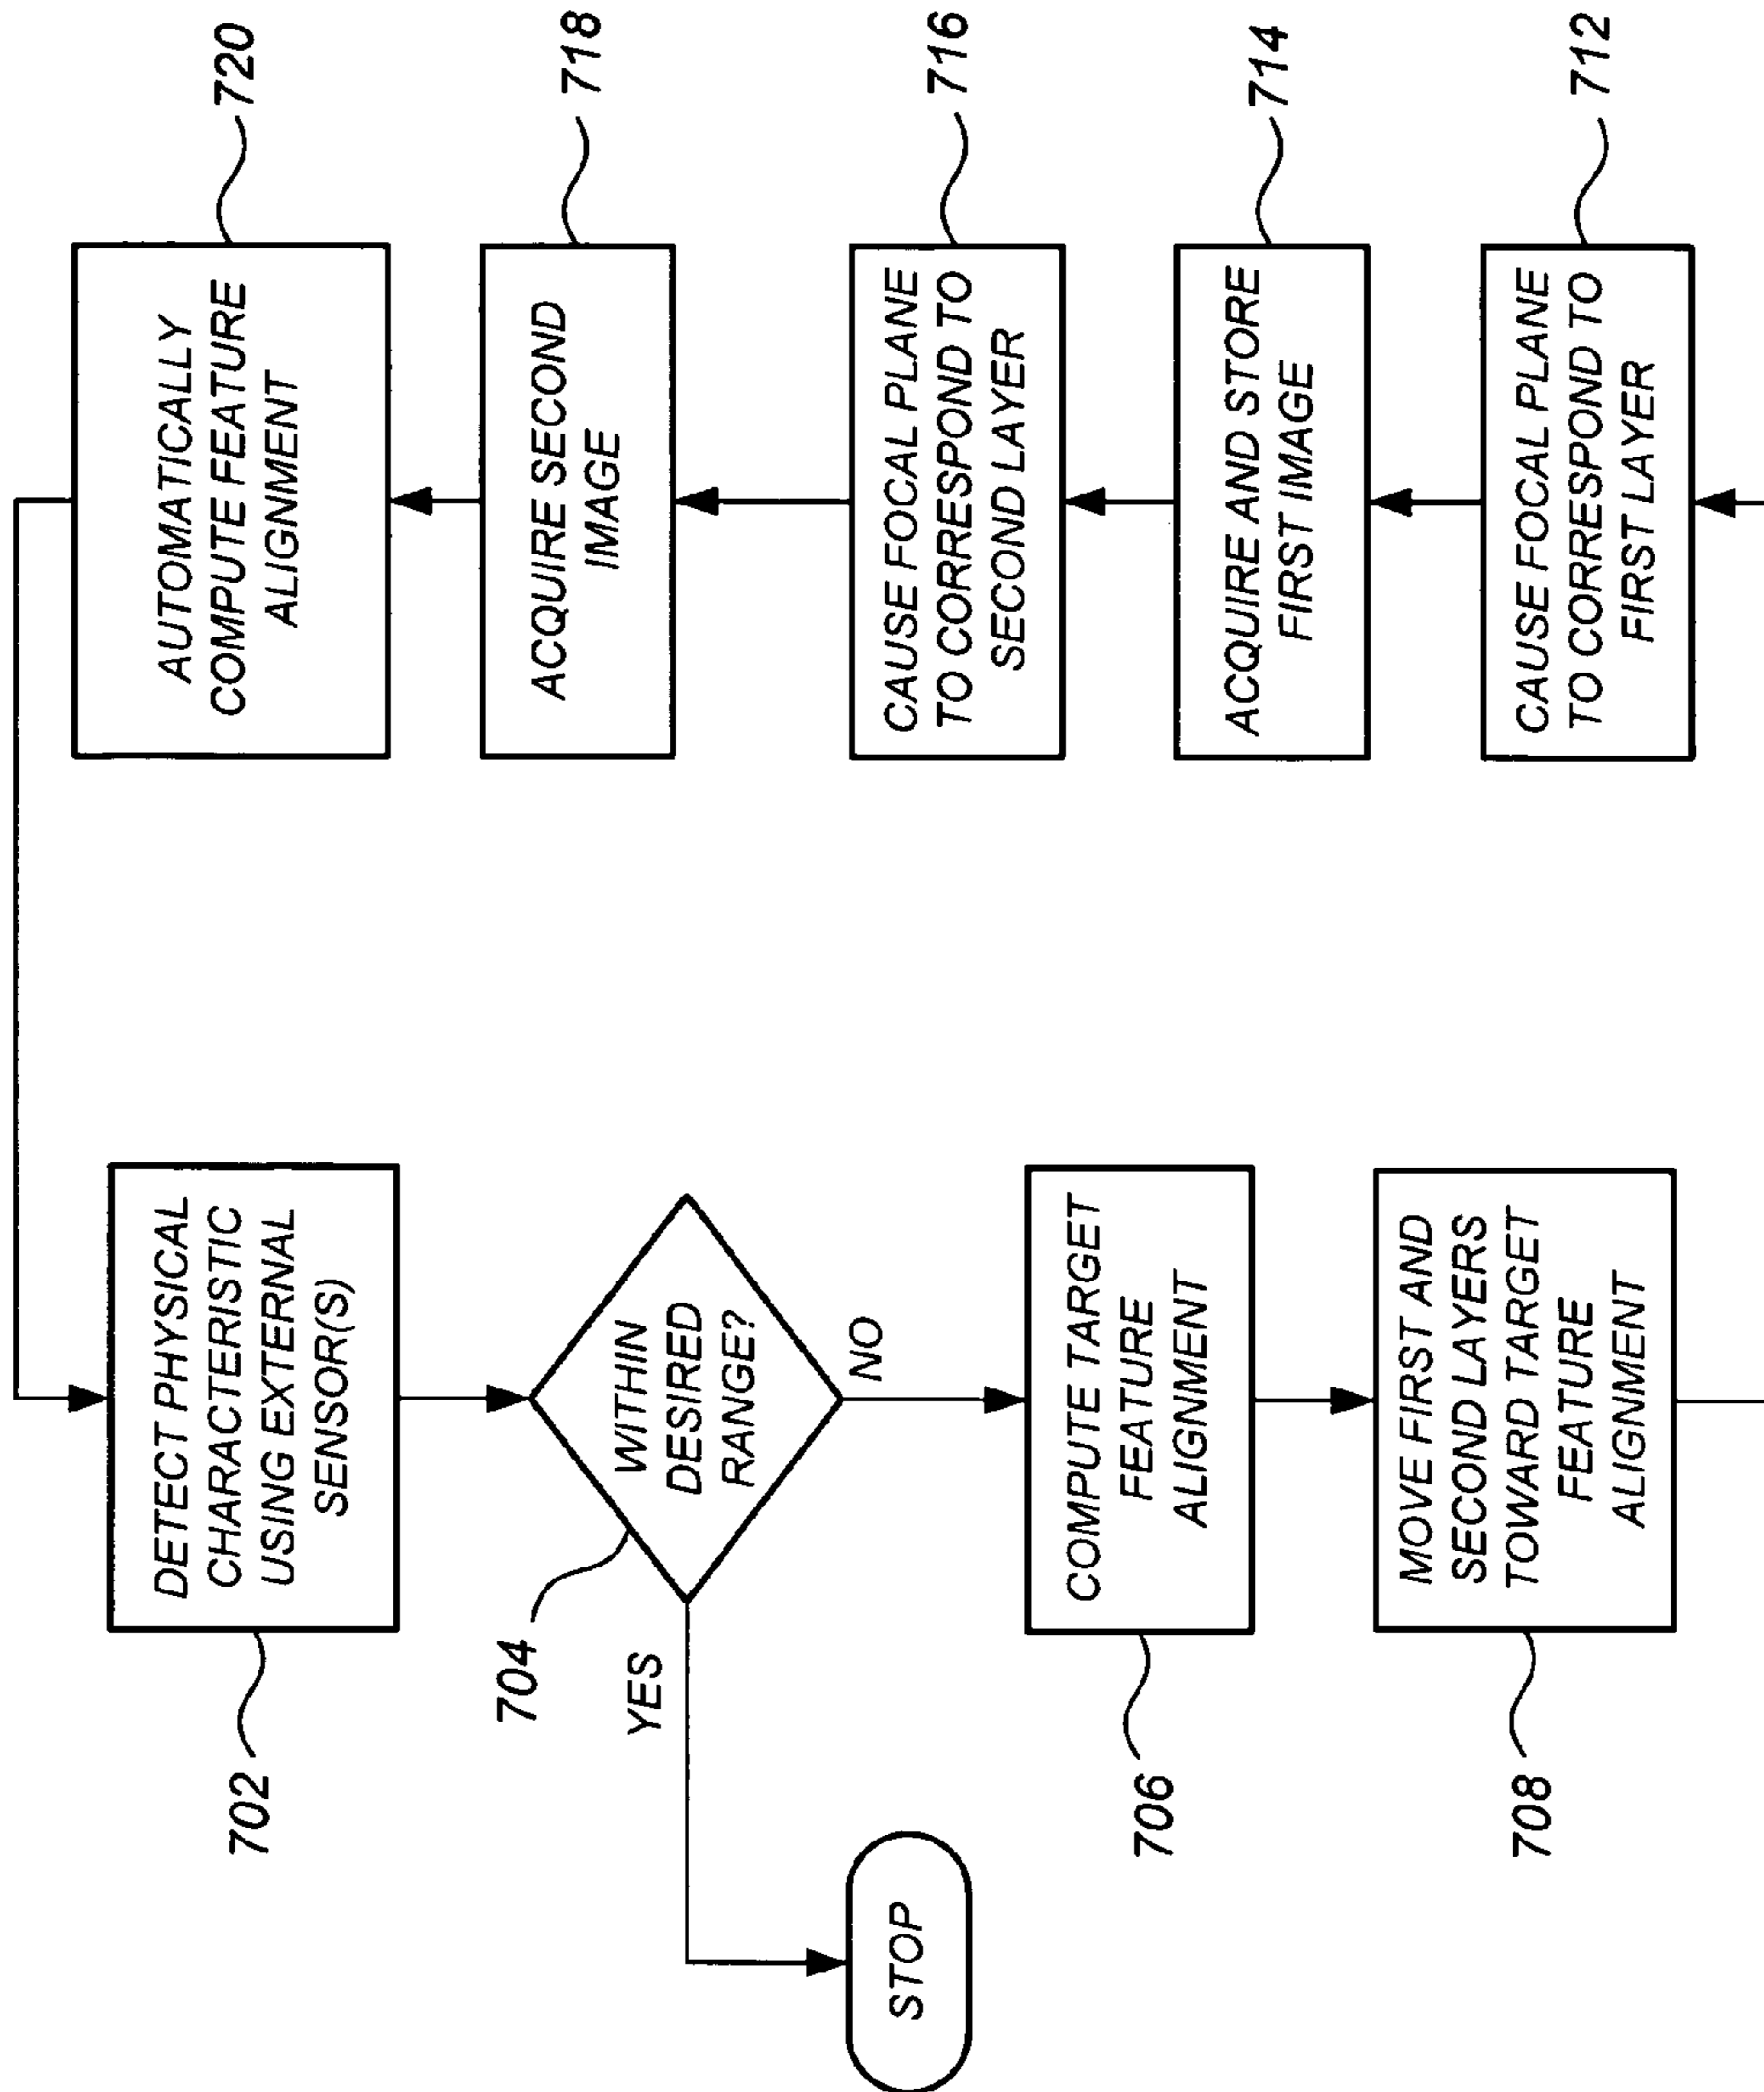 DETECT PHYSICAL
CHARACTERISTIC
USING EXTERNAL
SENSOR(S)
702
WITHIN
DESIRED
RANGE?
704
YES
NO
STOP
COMPUTE TARGET
FEATURE
ALIGNMENT
706
MOVE FIRST AND
SECOND LAYERS
TOWARD TARGET
FEATURE
ALIGNMENT
708
CAUSE FOCAL PLANE
TO CORRESPOND TO
FIRST LAYER
712
ACQUIRE AND STORE
FIRST IMAGE
714
CAUSE FOCAL PLANE
TO CORRESPOND TO
SECOND LAYER
716
ACQUIRE SECOND
IMAGE
718
AUTOMATICALLY
COMPUTE FEATURE
ALIGNMENT
720